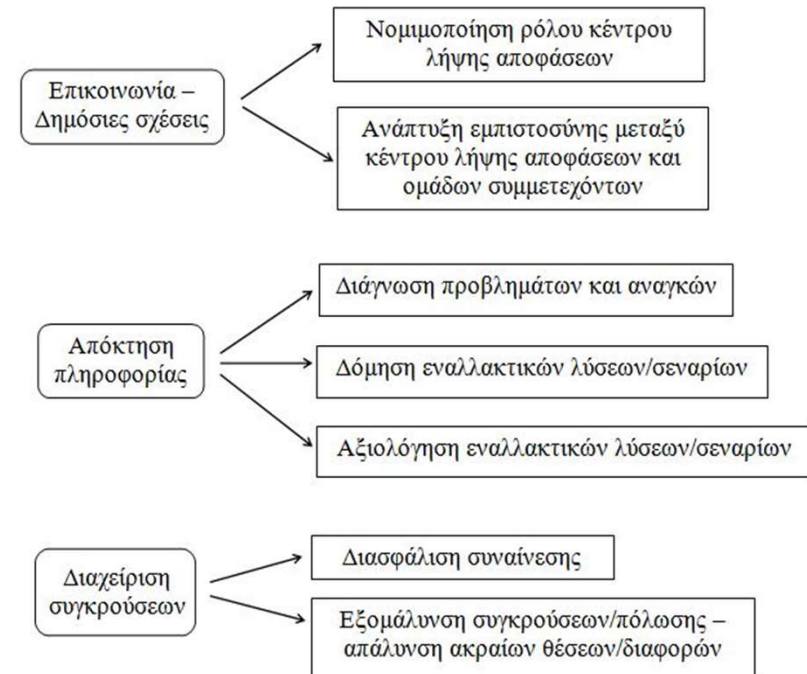 Επικοινωνία –
Δημόσιες σχέσεις
Νομιμοποίηση ρόλου κέντρου
λήψης αποφάσεων
Ανάπτυξη εμπιστοσύνης μεταξύ
κέντρου λήψης αποφάσεων και
ομάδων συμμετεχόντων
Απόκτηση
πληροφορίας
Διάγνωση προβλημάτων και αναγκών
Δόμηση εναλλακτικών λύσεων/σεναρίων
Αξιολόγηση εναλλακτικών λύσεων/σεναρίων
Διαχείριση
συγκρούσεων
Διασφάλιση συναίνεσης
Εξομάλυνση συγκρούσεων/πόλωσης –
απάλυνση ακραίων θέσεων/διαφορών